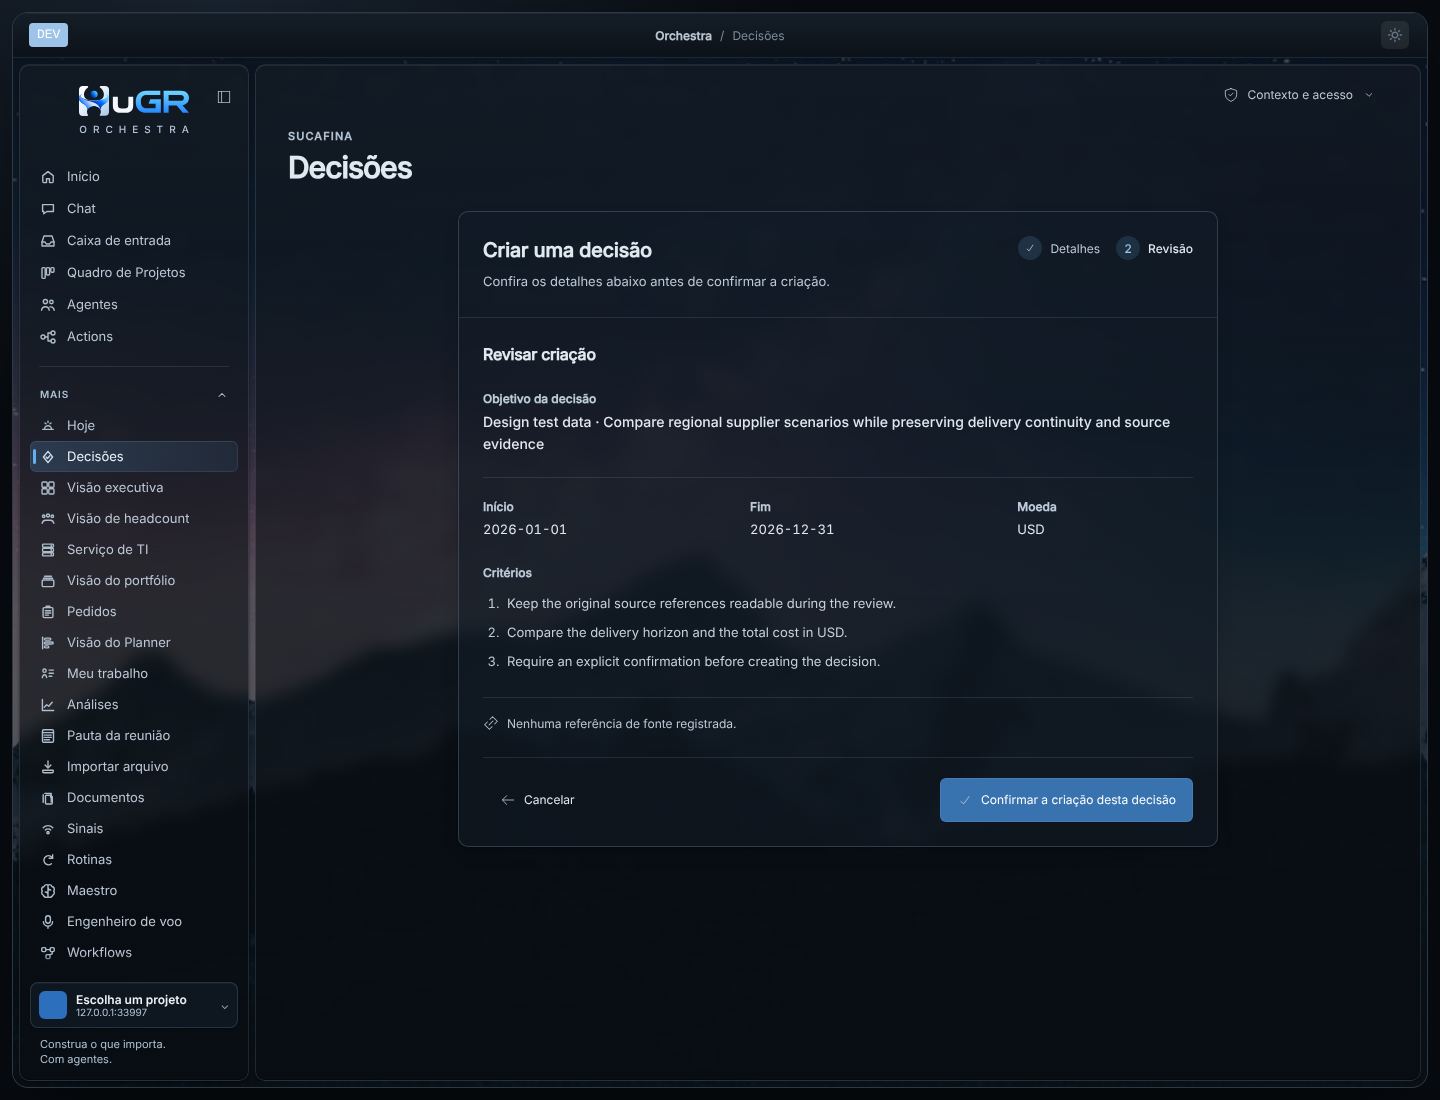 DEV
Orchestra / Decisões
HuGR
ORCHESTRA
Início
Chat
Caixa de entrada
Quadro de Projetos
Agentes
Actions
MAIS
Hoje
Decisões
Visão executiva
Visão de headcount
Serviço de TI
Visão do portfólio
Pedidos
Visão do Planner
Meu trabalho
Análises
Pauta da reunião
Importar arquivo
Documentos
Sinais
Rotinas
Maestro
Engenheiro de voo
Workflows
Escolha um projeto
127.0.0.1:33997
Construa o que importa.
Com agentes.
Contexto e acesso
SUCAFINA
Decisões
Criar uma decisão
Confira os detalhes abaixo antes de confirmar a criação.
Detalhes
2 Revisão
Revisar criação
Objetivo da decisão
Design test data · Compare regional supplier scenarios while preserving delivery continuity and source
evidence
Início Fim Moeda
2026-01-01 2026-12-31 USD
Critérios
1. Keep the original source references readable during the review.
2. Compare the delivery horizon and the total cost in USD.
3. Require an explicit confirmation before creating the decision.
Nenhuma referência de fonte registrada.
Cancelar
Confirmar a criação desta decisão